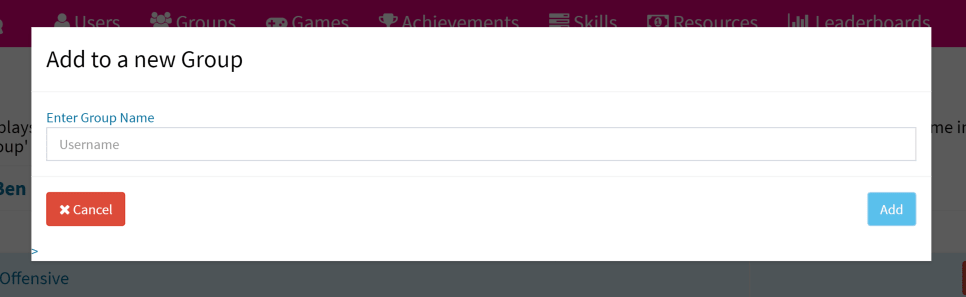 Users Groups Games Achievements Skills Resources Leaderboards
Add to a new Group
Enter Group Name
Username
Cancel Add
>
me in
oup'
Ben
Offensive